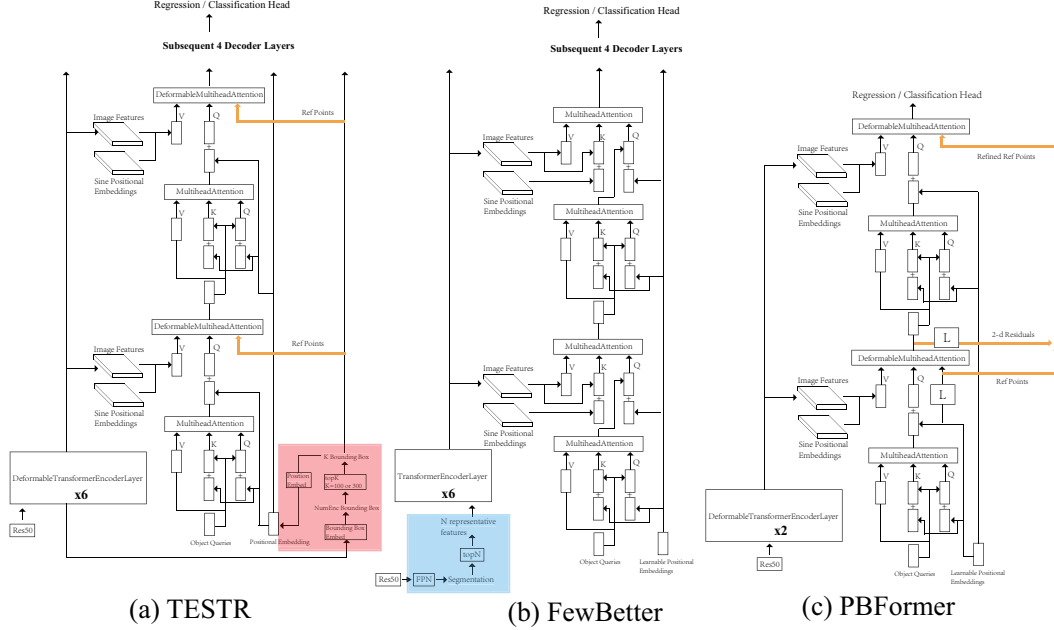 Regression / Classification Head
Subsequent 4 Decoder Layers
DeformableMultiheadAttention
Ref Points
Image Features
V
Q
Sine Positional
Embeddings
+
MultiheadAttention
V
K
Q
+
+
DeformableMultiheadAttention
Ref Points
Image Features
V
Q
Sine Positional
Embeddings
+
MultiheadAttention
V
K
Q
+
+
DeformableTransformerEncoderLayer
x6
Res50
Object Queries
Positional Embedding
K Bounding Box
Position
Embed
topK
K=100 or 300
NumEnc Bounding Box
Bounding Box
Embed
(a) TESTR
Regression / Classification Head
Subsequent 4 Decoder Layers
MultiheadAttention
Image Features
V
K
Q
+
+
Sine Positional
Embeddings
MultiheadAttention
V
K
Q
+
+
MultiheadAttention
Image Features
V
K
Q
+
+
Sine Positional
Embeddings
MultiheadAttention
V
K
Q
+
+
TransformerEncoderLayer
x6
N representative
features
topN
Res50
FPN
Segmentation
Object Queries
Learnable Positional
Embeddings
(b) FewBetter
Regression / Classification Head
DeformableMultiheadAttention
Refined Ref Points
Image Features
V
Q
Sine Positional
Embeddings
+
MultiheadAttention
V
K
Q
+
+
L
2-d Residuals
DeformableMultiheadAttention
Ref Points
Image Features
V
Q
L
Sine Positional
Embeddings
+
MultiheadAttention
V
K
Q
+
+
DeformableTransformerEncoderLayer
x2
Res50
Object Queries
Learnable Positional
Embeddings
(c) PBFormer